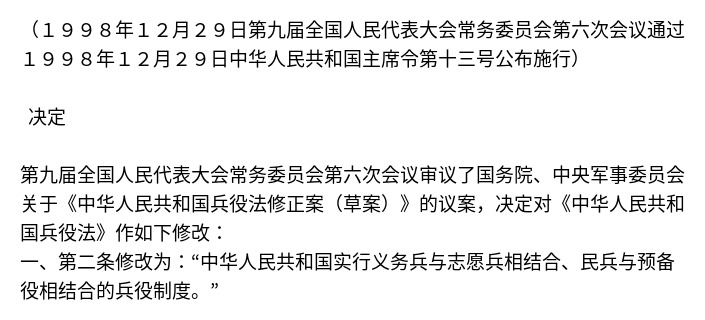 （１９９８年１２月２９日第九届全国人民代表大会常务委员会第六次会议通过
１９９８年１２月２９日中华人民共和国主席令第十三号公布施行）
决定
第九届全国人民代表大会常务委员会第六次会议审议了国务院、中央军事委员会
关于《中华人民共和国兵役法修正案（草案）》的议案，决定对《中华人民共和
国兵役法》作如下修改：
一、第二条修改为：“中华人民共和国实行义务兵与志愿兵相结合、民兵与预备
役相结合的兵役制度。”